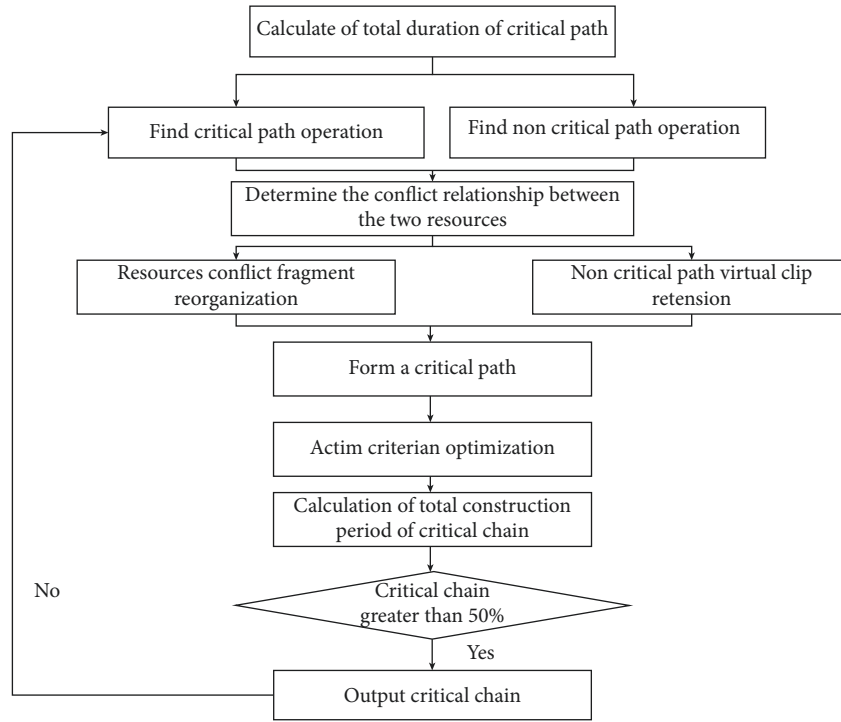 Calculate of total duration of critical path
Find critical path operation
Find non critical path operation
Determine the conflict relationship between
the two resources
Resources conflict fragment
reorganization
Non critical path virtual clip
retension
Form a critical path
Actim criterian optimization
Calculation of total construction
period of critical chain
Critical chain
greater than 50%
No
Yes
Output critical chain